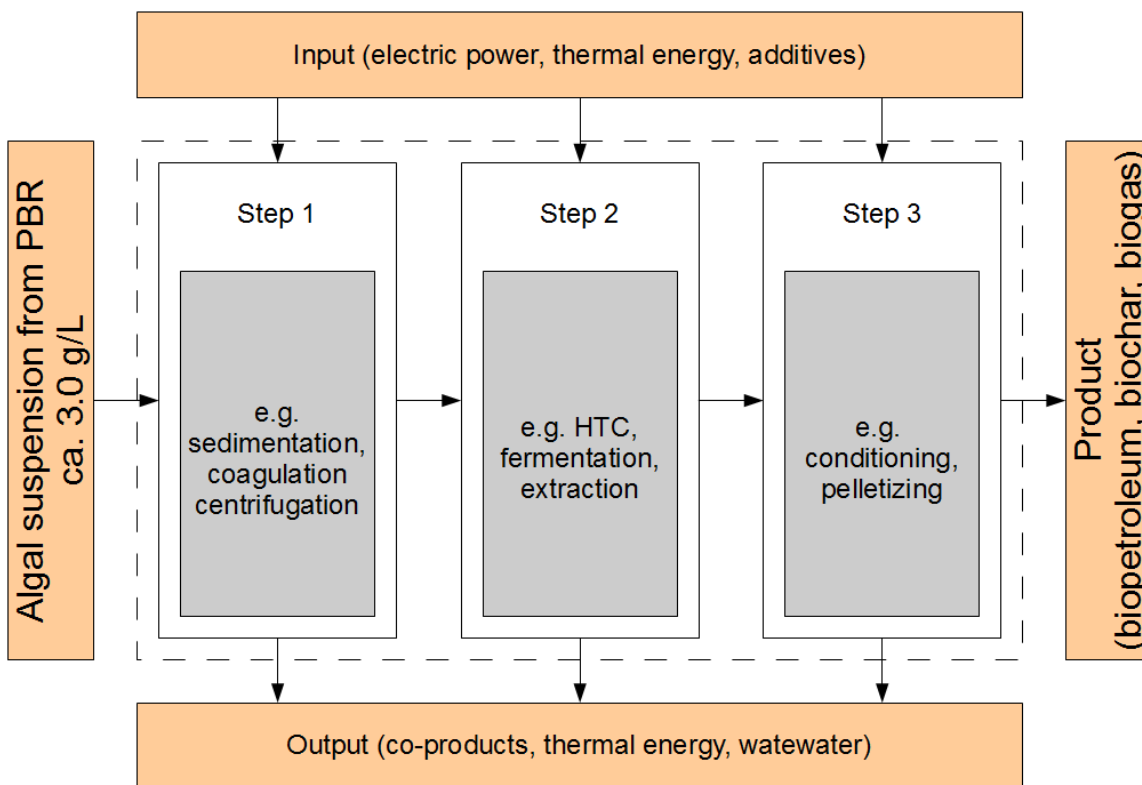 Input (electric power, thermal energy, additives)
Algal suspension from PBR
ca. 3.0 g/L
Step 1
e.g.
sedimentation,
coagulation
centrifugation
Step 2
e.g. HTC,
fermentation,
extraction
Step 3
e.g.
conditioning,
pelletizing
Product
(biopetroleum, biochar, biogas)
Output (co-products, thermal energy, watewater)